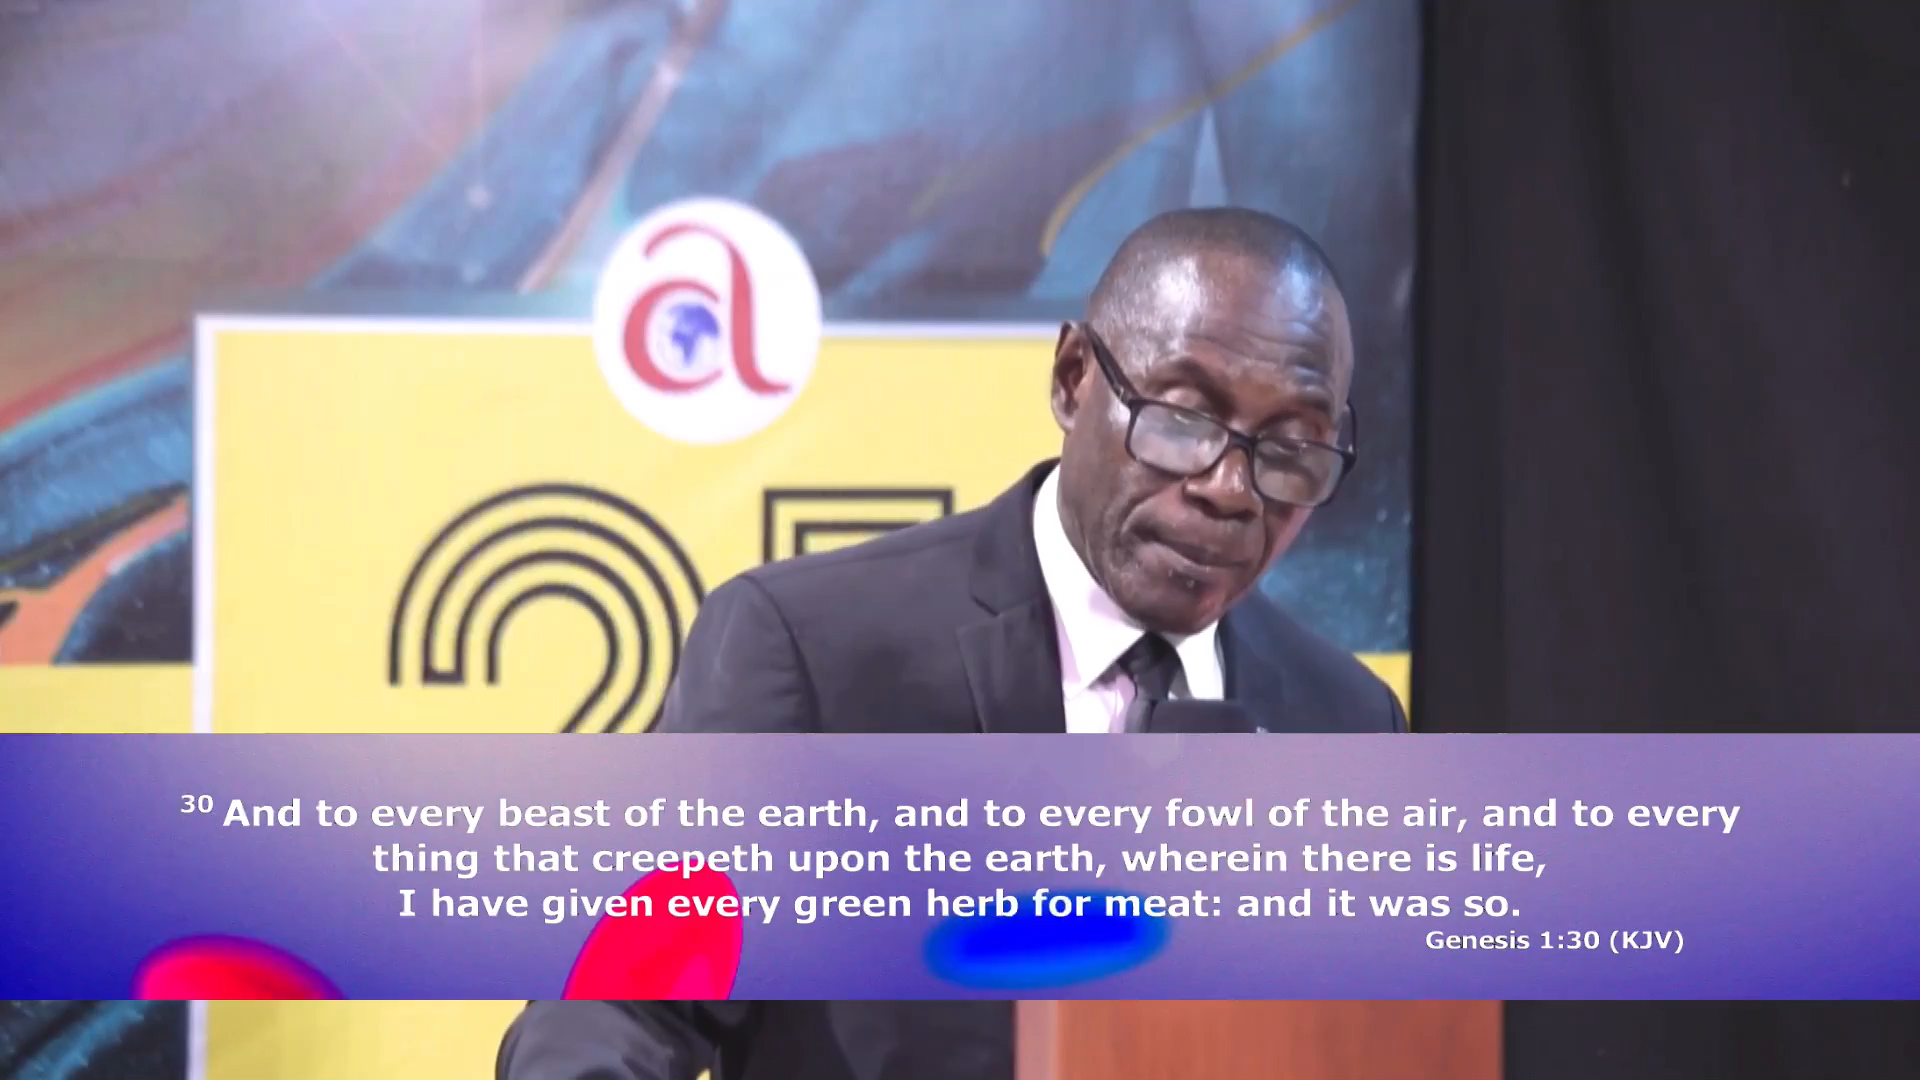 a
30 And to every beast of the earth, and to every fowl of the air, and to every
thing that creepeth upon the earth, wherein there is life,
I have given every green herb for meat: and it was so.
Genesis 1:30 (KJV)